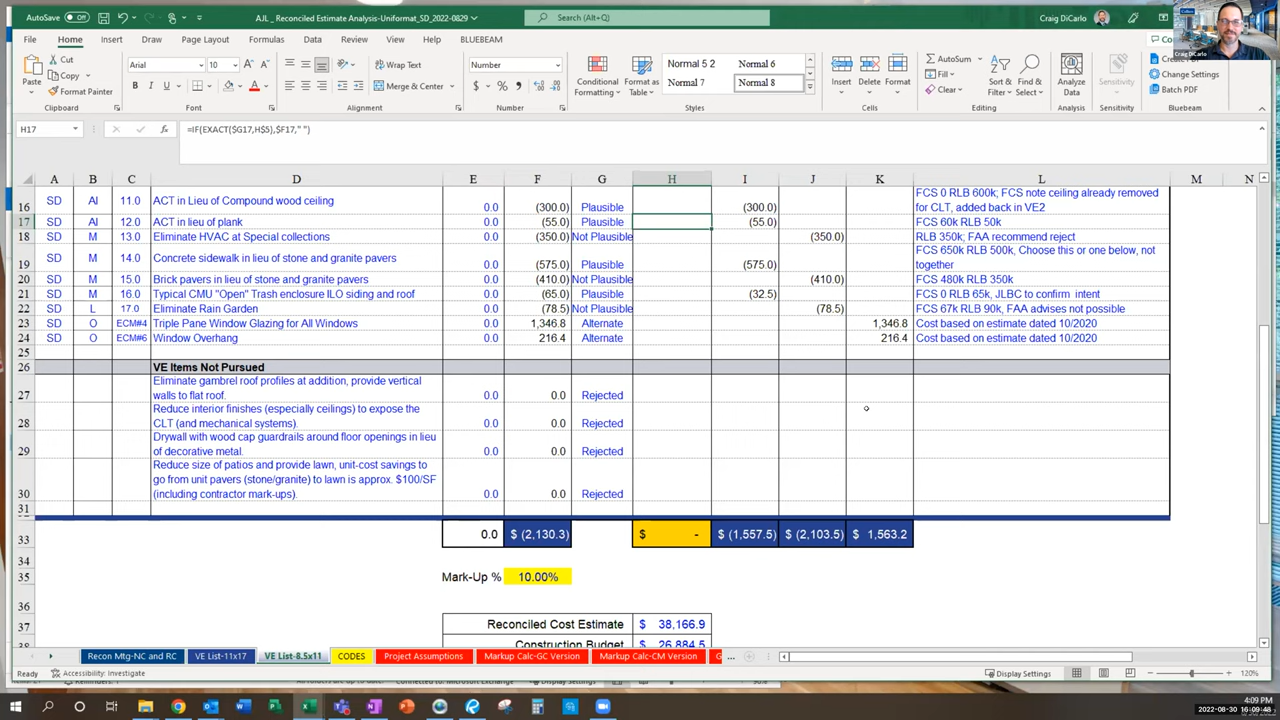 AutoSave Off AJL _ Reconciled Estimate Analysis-Uniformat_SD_2022-0829 Search (Alt+Q) Craig DiCarlo
File Home Insert Draw Page Layout Formulas Data Review View Help BLUEBEAM
Craig DiCarlo
Paste Cut Copy Format Painter Clipboard
Arial 10 B I U Font
Wrap Text Merge & Center Alignment
Number $ % Number
Conditional Formatting Format as Table Normal 5 2 Normal 6 Normal 7 Normal 8 Styles
Insert Delete Format Cells
AutoSum Fill Clear Sort & Filter Find & Select Editing
Analyze Data Analysis Sensitivity Sensitivity
Change Settings Batch PDF Bluebeam
H17 fx =IF(EXACT($G17,H$5),$F17," ")
A B C D E F G H I J K L M N
16 SD AI 11.0 ACT in Lieu of Compound wood ceiling 0.0 (300.0) Plausible (300.0) FCS 0 RLB 600k; FCS note ceiling already removed
for CLT, added back in VE2
17 SD AI 12.0 ACT in lieu of plank 0.0 (55.0) Plausible (55.0) FCS 60k RLB 50k
18 SD M 13.0 Eliminate HVAC at Special collections 0.0 (350.0) Not Plausible (350.0) RLB 350k; FAA recommend reject
19 SD M 14.0 Concrete sidewalk in lieu of stone and granite pavers 0.0 (575.0) Plausible (575.0) FCS 650k RLB 500k, Choose this or one below, not
together
20 SD M 15.0 Brick pavers in lieu of stone and granite pavers 0.0 (410.0) Not Plausible (410.0) FCS 480k RLB 350k
21 SD M 16.0 Typical CMU "Open" Trash enclosure ILO siding and roof 0.0 (65.0) Plausible (32.5) FCS 0 RLB 65k, JLBC to confirm intent
22 SD L 17.0 Eliminate Rain Garden 0.0 (78.5) Not Plausible (78.5) FCS 67k RLB 90k, FAA advises not possible
23 SD O ECM#4 Triple Pane Window Glazing for All Windows 0.0 1,346.8 Alternate 1,346.8 Cost based on estimate dated 10/2020
24 SD O ECM#6 Window Overhang 0.0 216.4 Alternate 216.4 Cost based on estimate dated 10/2020
25
26 VE Items Not Pursued
Eliminate gambrel roof profiles at addition, provide vertical
27 walls to flat roof. 0.0 0.0 Rejected
Reduce interior finishes (especially ceilings) to expose the
28 CLT (and mechanical systems). 0.0 0.0 Rejected
Drywall with wood cap guardrails around floor openings in lieu
29 of decorative metal. 0.0 0.0 Rejected
Reduce size of patios and provide lawn, unit-cost savings to
go from unit pavers (stone/granite) to lawn is approx. $100/SF
30 (including contractor mark-ups). 0.0 0.0 Rejected
31
33 0.0 $ (2,130.3) $ - $ (1,557.5) $ (2,103.5) $ 1,563.2
34
35 Mark-Up % 10.00%
36
37 Reconciled Cost Estimate $ 38,166.9
Construction Budget $ 26,884.5
Recon Mtg-NC and RC VE List-11x17 VE List-8.5x11 CODES Project Assumptions Markup Calc-GC Version Markup Calc-CM Version G ...
Ready Accessibility: Investigate Display Settings 120%
4:09 PM
2022-08-30 16:09:48